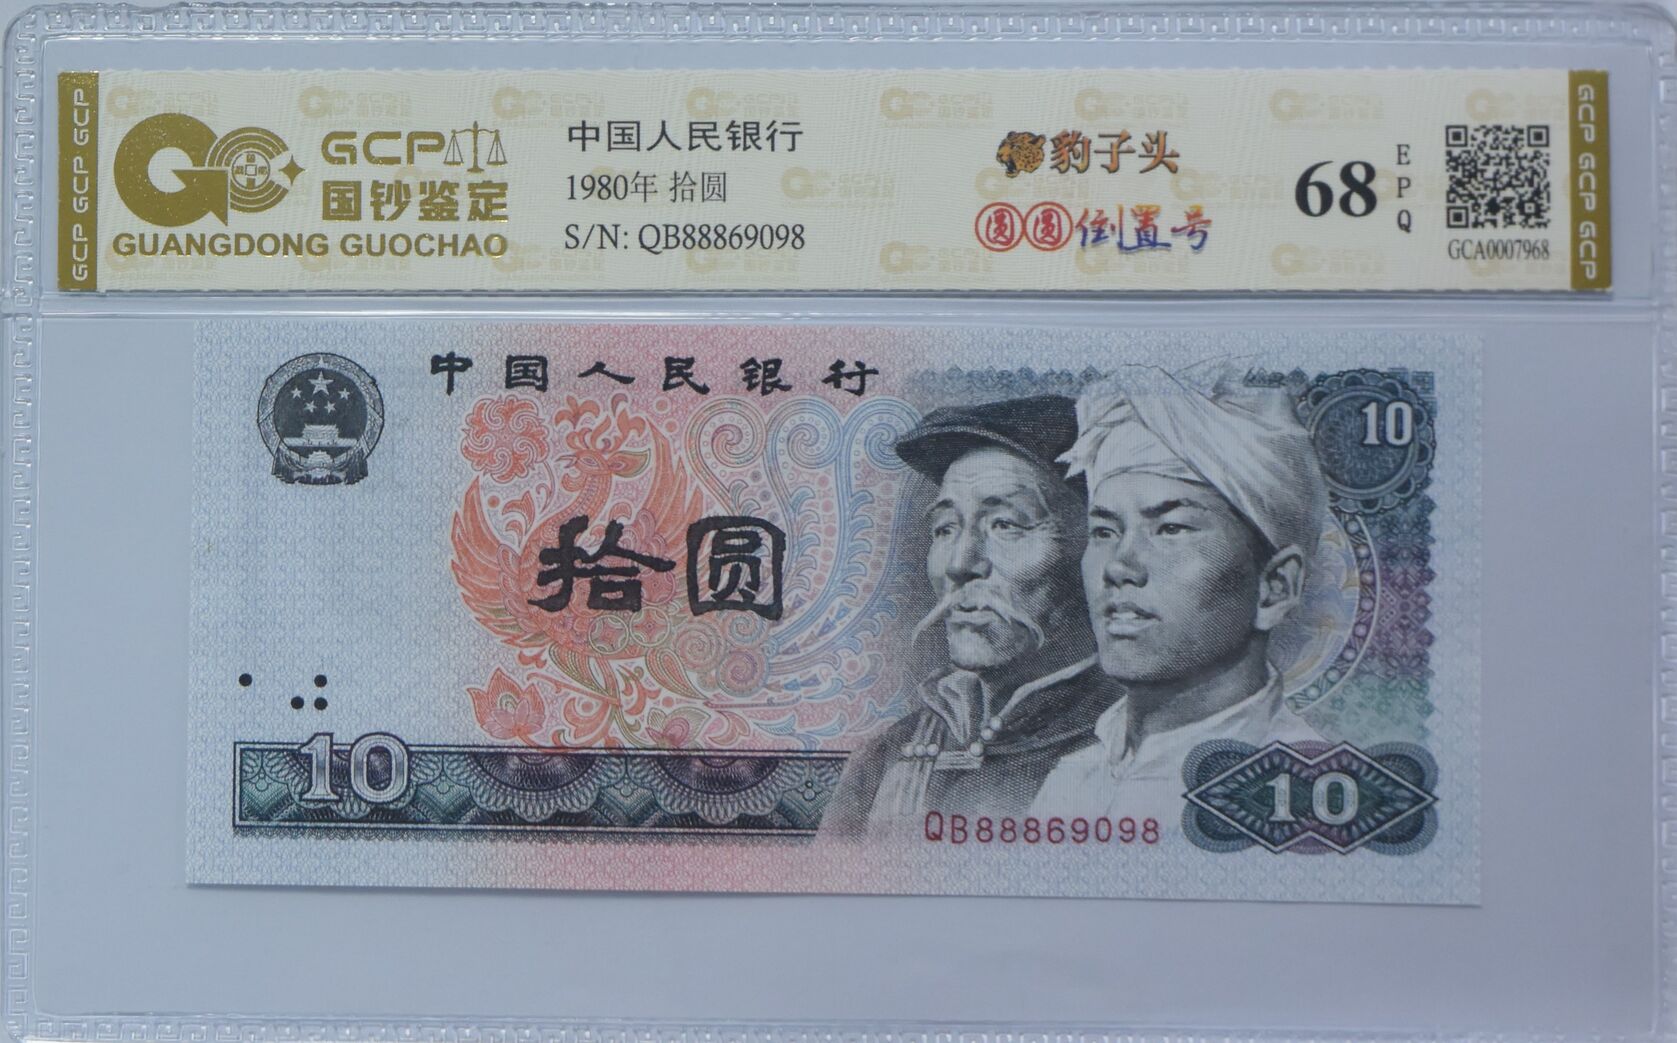 GCP GCP GCP
GCP
国钞鉴定
GUANGDONG GUOCHAO
中国人民银行
1980年 拾圆
S/N: QB88869098
豹子头
圆圆倒置号
68
EPQ
GCA0007968
GCP GCP GCP
中国人民银行
10
拾圆
10
10
QB88869098